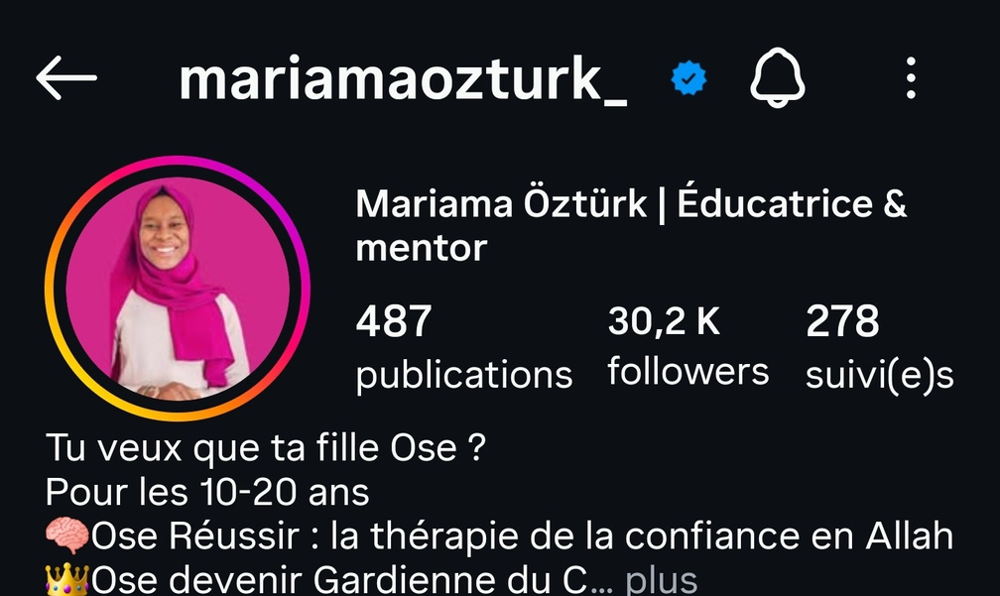 mariamaozturk_
Mariama Öztürk | Éducatrice &
mentor
487
publications
30,2 K
followers
278
suivi(e)s
Tu veux que ta fille Ose ?
Pour les 10-20 ans
🧠Ose Réussir : la thérapie de la confiance en Allah
👑Ose devenir Gardienne du C… plus